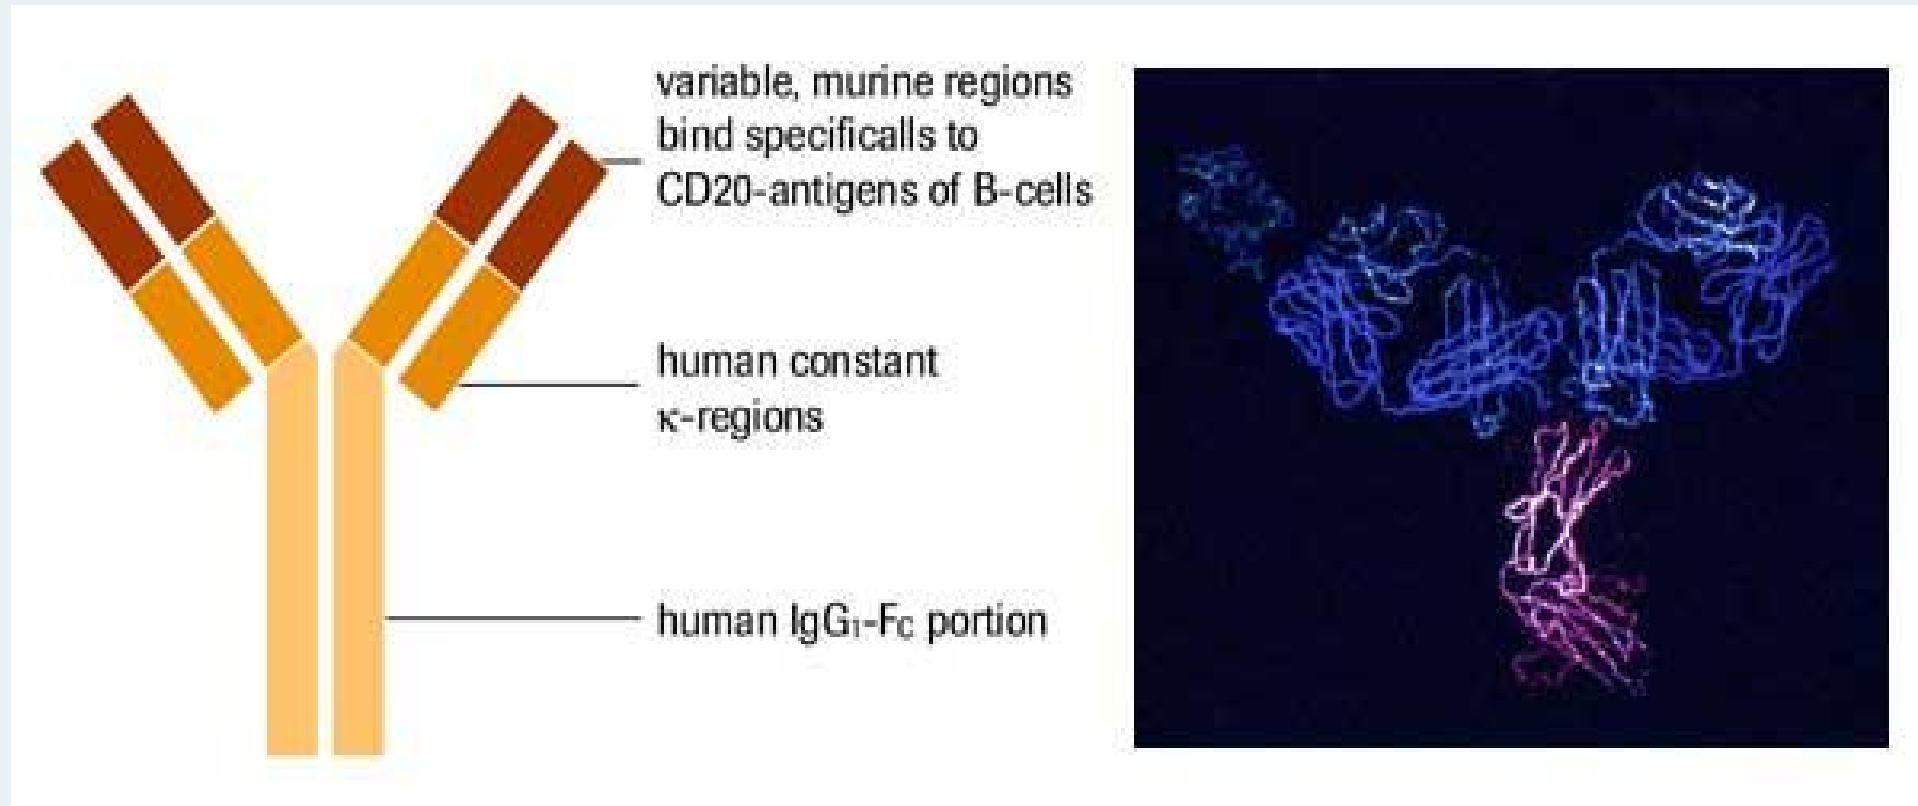 variable, murine regions
bind specificalls to
CD20-antigens of B-cells
human constant
κ-regions
human IgG₁-Fc portion